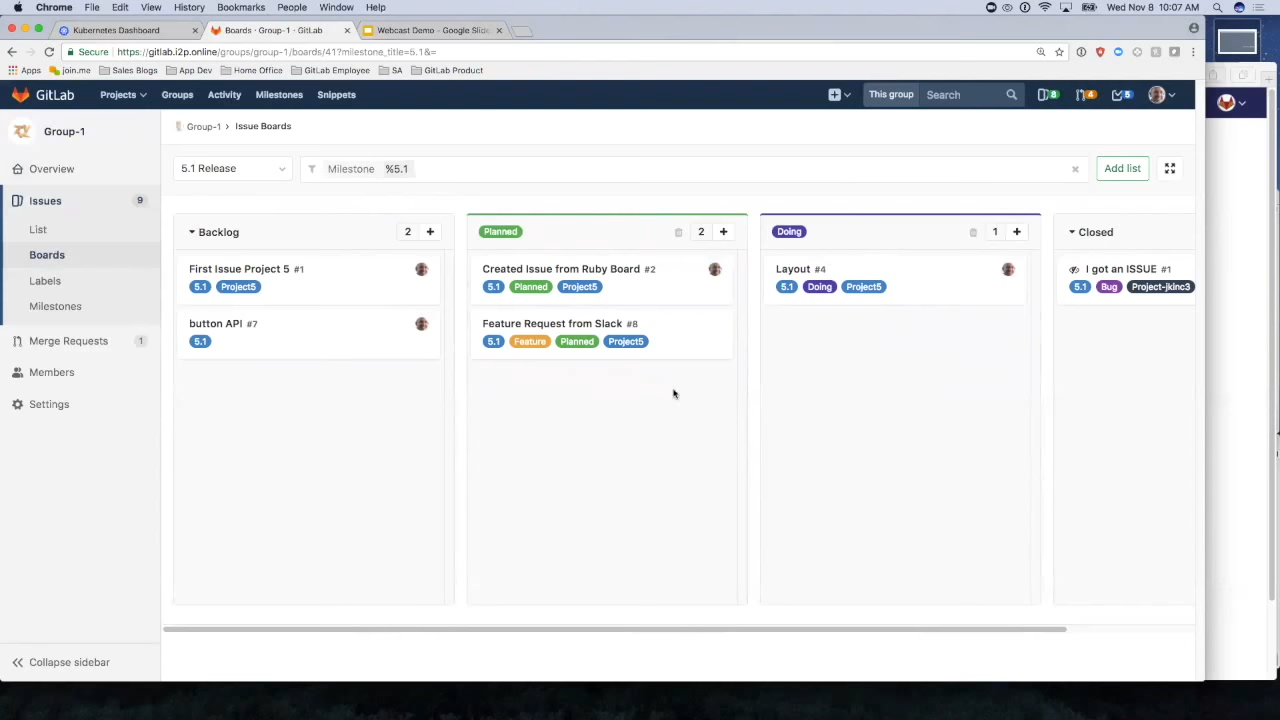 Chrome File Edit View History Bookmarks People Window Help Wed Nov 8 10:07 AM
Kubernetes Dashboard × Boards · Group-1 · GitLab × Webcast Demo - Google Slide ×
Secure https://gitlab.i2p.online/groups/group-1/boards/41?milestone_title=5.1&=
Apps join.me Sales Blogs App Dev Home Office GitLab Employee SA GitLab Product
GitLab Projects Groups Activity Milestones Snippets This group Search 8 4 5
Group-1
Group-1 › Issue Boards
Overview
5.1 Release Milestone %5.1 × Add list
Issues 9
List
Boards
Labels
Milestones
Merge Requests 1
Members
Settings
Backlog 2 +
First Issue Project 5 #1
5.1 Project5
button API #7
5.1
Planned 2 +
Created Issue from Ruby Board #2
5.1 Planned Project5
Feature Request from Slack #8
5.1 Feature Planned Project5
Doing 1 +
Layout #4
5.1 Doing Project5
Closed
I got an ISSUE #1
5.1 Bug Project-jkinc3
Collapse sidebar